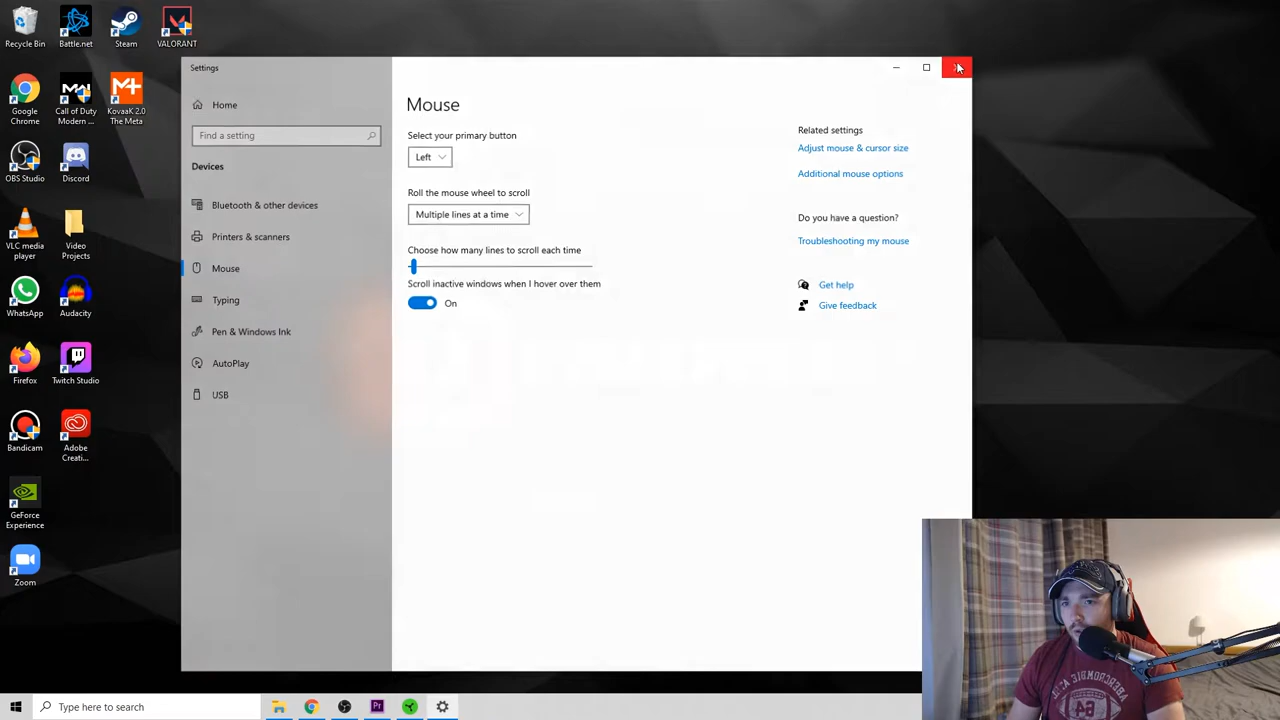 Recycle Bin
Battle.net
Steam
VALORANT
Google Chrome
Call of Duty Modern ...
KovaaK 2.0 The Meta
OBS Studio
Discord
VLC media player
Video Projects
WhatsApp
Audacity
Firefox
Twitch Studio
Bandicam
Adobe Creati...
GeForce Experience
Zoom
Settings
Home
Find a setting
Devices
Bluetooth & other devices
Printers & scanners
Mouse
Typing
Pen & Windows Ink
AutoPlay
USB
Mouse
Select your primary button
Left
Roll the mouse wheel to scroll
Multiple lines at a time
Choose how many lines to scroll each time
Scroll inactive windows when I hover over them
On
Related settings
Adjust mouse & cursor size
Additional mouse options
Do you have a question?
Troubleshooting my mouse
Get help
Give feedback
Type here to search
Pr
ABERCROMBIE
64